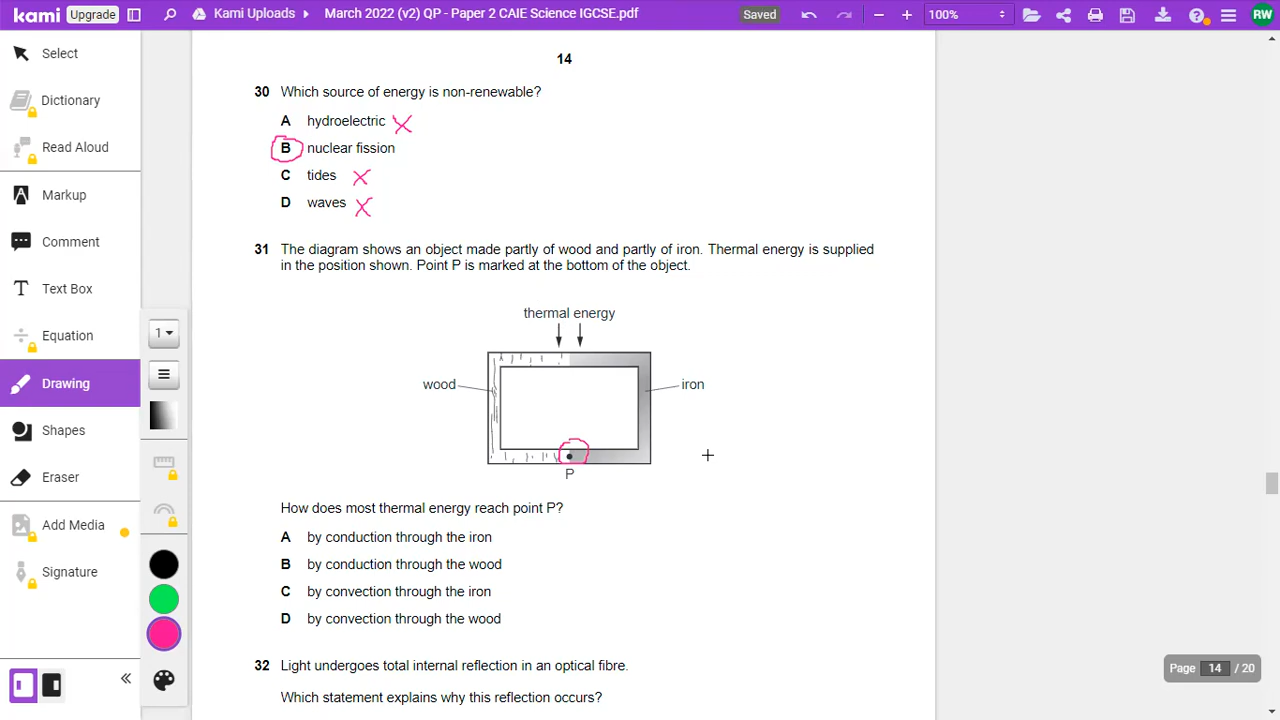 kami Upgrade Kami Uploads March 2022 (v2) QP - Paper 2 CAIE Science IGCSE.pdf Saved 100% RW
Select
Dictionary
Read Aloud
Markup
Comment
Text Box
Equation
Drawing
Shapes
Eraser
Add Media
Signature
1
14
30 Which source of energy is non-renewable?
A hydroelectric
B nuclear fission
C tides
D waves
31 The diagram shows an object made partly of wood and partly of iron. Thermal energy is supplied
in the position shown. Point P is marked at the bottom of the object.
thermal energy
wood
iron
P
How does most thermal energy reach point P?
A by conduction through the iron
B by conduction through the wood
C by convection through the iron
D by convection through the wood
32 Light undergoes total internal reflection in an optical fibre.
Which statement explains why this reflection occurs?
Page 14 / 20